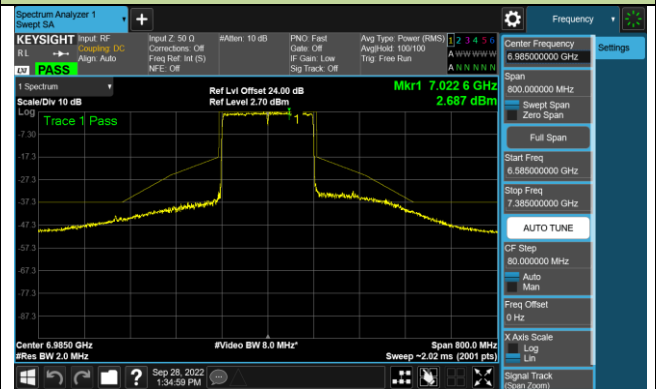 Spectrum Analyzer 1
Swept SA
Frequency
KEYSIGHT Input: RF Input Z: 50 Ω #Atten: 10 dB PNO: Fast Avg Type: Power (RMS) 1 2 3 4 5 6
RL Coupling: DC Corrections: Off Gate: Off Avg|Hold: 100/100 A W W W W W
Align: Auto Freq Ref: Int (S) IF Gain: Low Trig: Free Run
LXI PASS NFE: Off Sig Track: Off A N N N N N
1 Spectrum
Scale/Div 10 dB
Ref Lvl Offset 24.00 dB
Ref Level 2.70 dBm
Mkr1 7.022 6 GHz
2.687 dBm
Log
Trace 1 Pass
1
-7.30
-17.3
-27.3
-37.3
-47.3
-57.3
-67.3
-77.3
-87.3
Center 6.9850 GHz #Video BW 8.0 MHz* Span 800.0 MHz
#Res BW 2.0 MHz Sweep ~2.02 ms (2001 pts)
Sep 28, 2022
1:34:59 PM
Center Frequency
6.985000000 GHz
Settings
Span
800.000000 MHz
Swept Span
Zero Span
Full Span
Start Freq
6.585000000 GHz
Stop Freq
7.385000000 GHz
AUTO TUNE
CF Step
80.000000 MHz
Auto
Man
Freq Offset
0 Hz
X Axis Scale
Log
Lin
Signal Track
(Span Zoom)